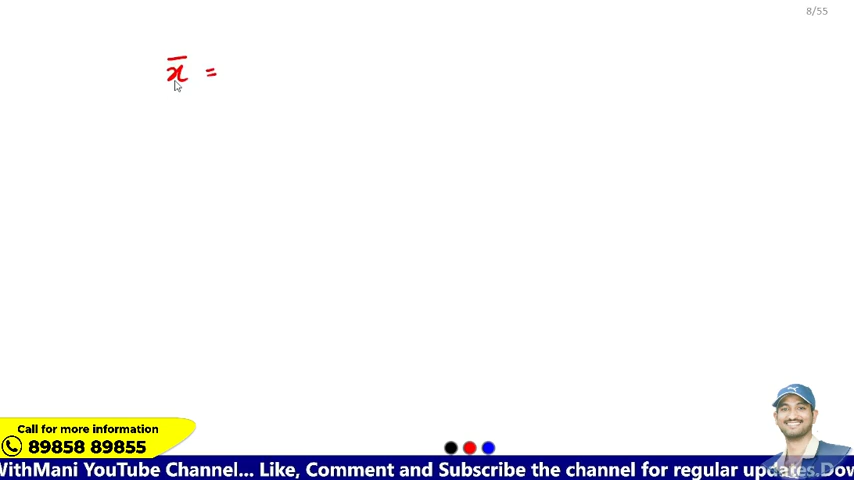 8/55
x̄ =
Call for more information
89858 89855
WithMani YouTube Channel... Like, Comment and Subscribe the channel for regular updates.Dow